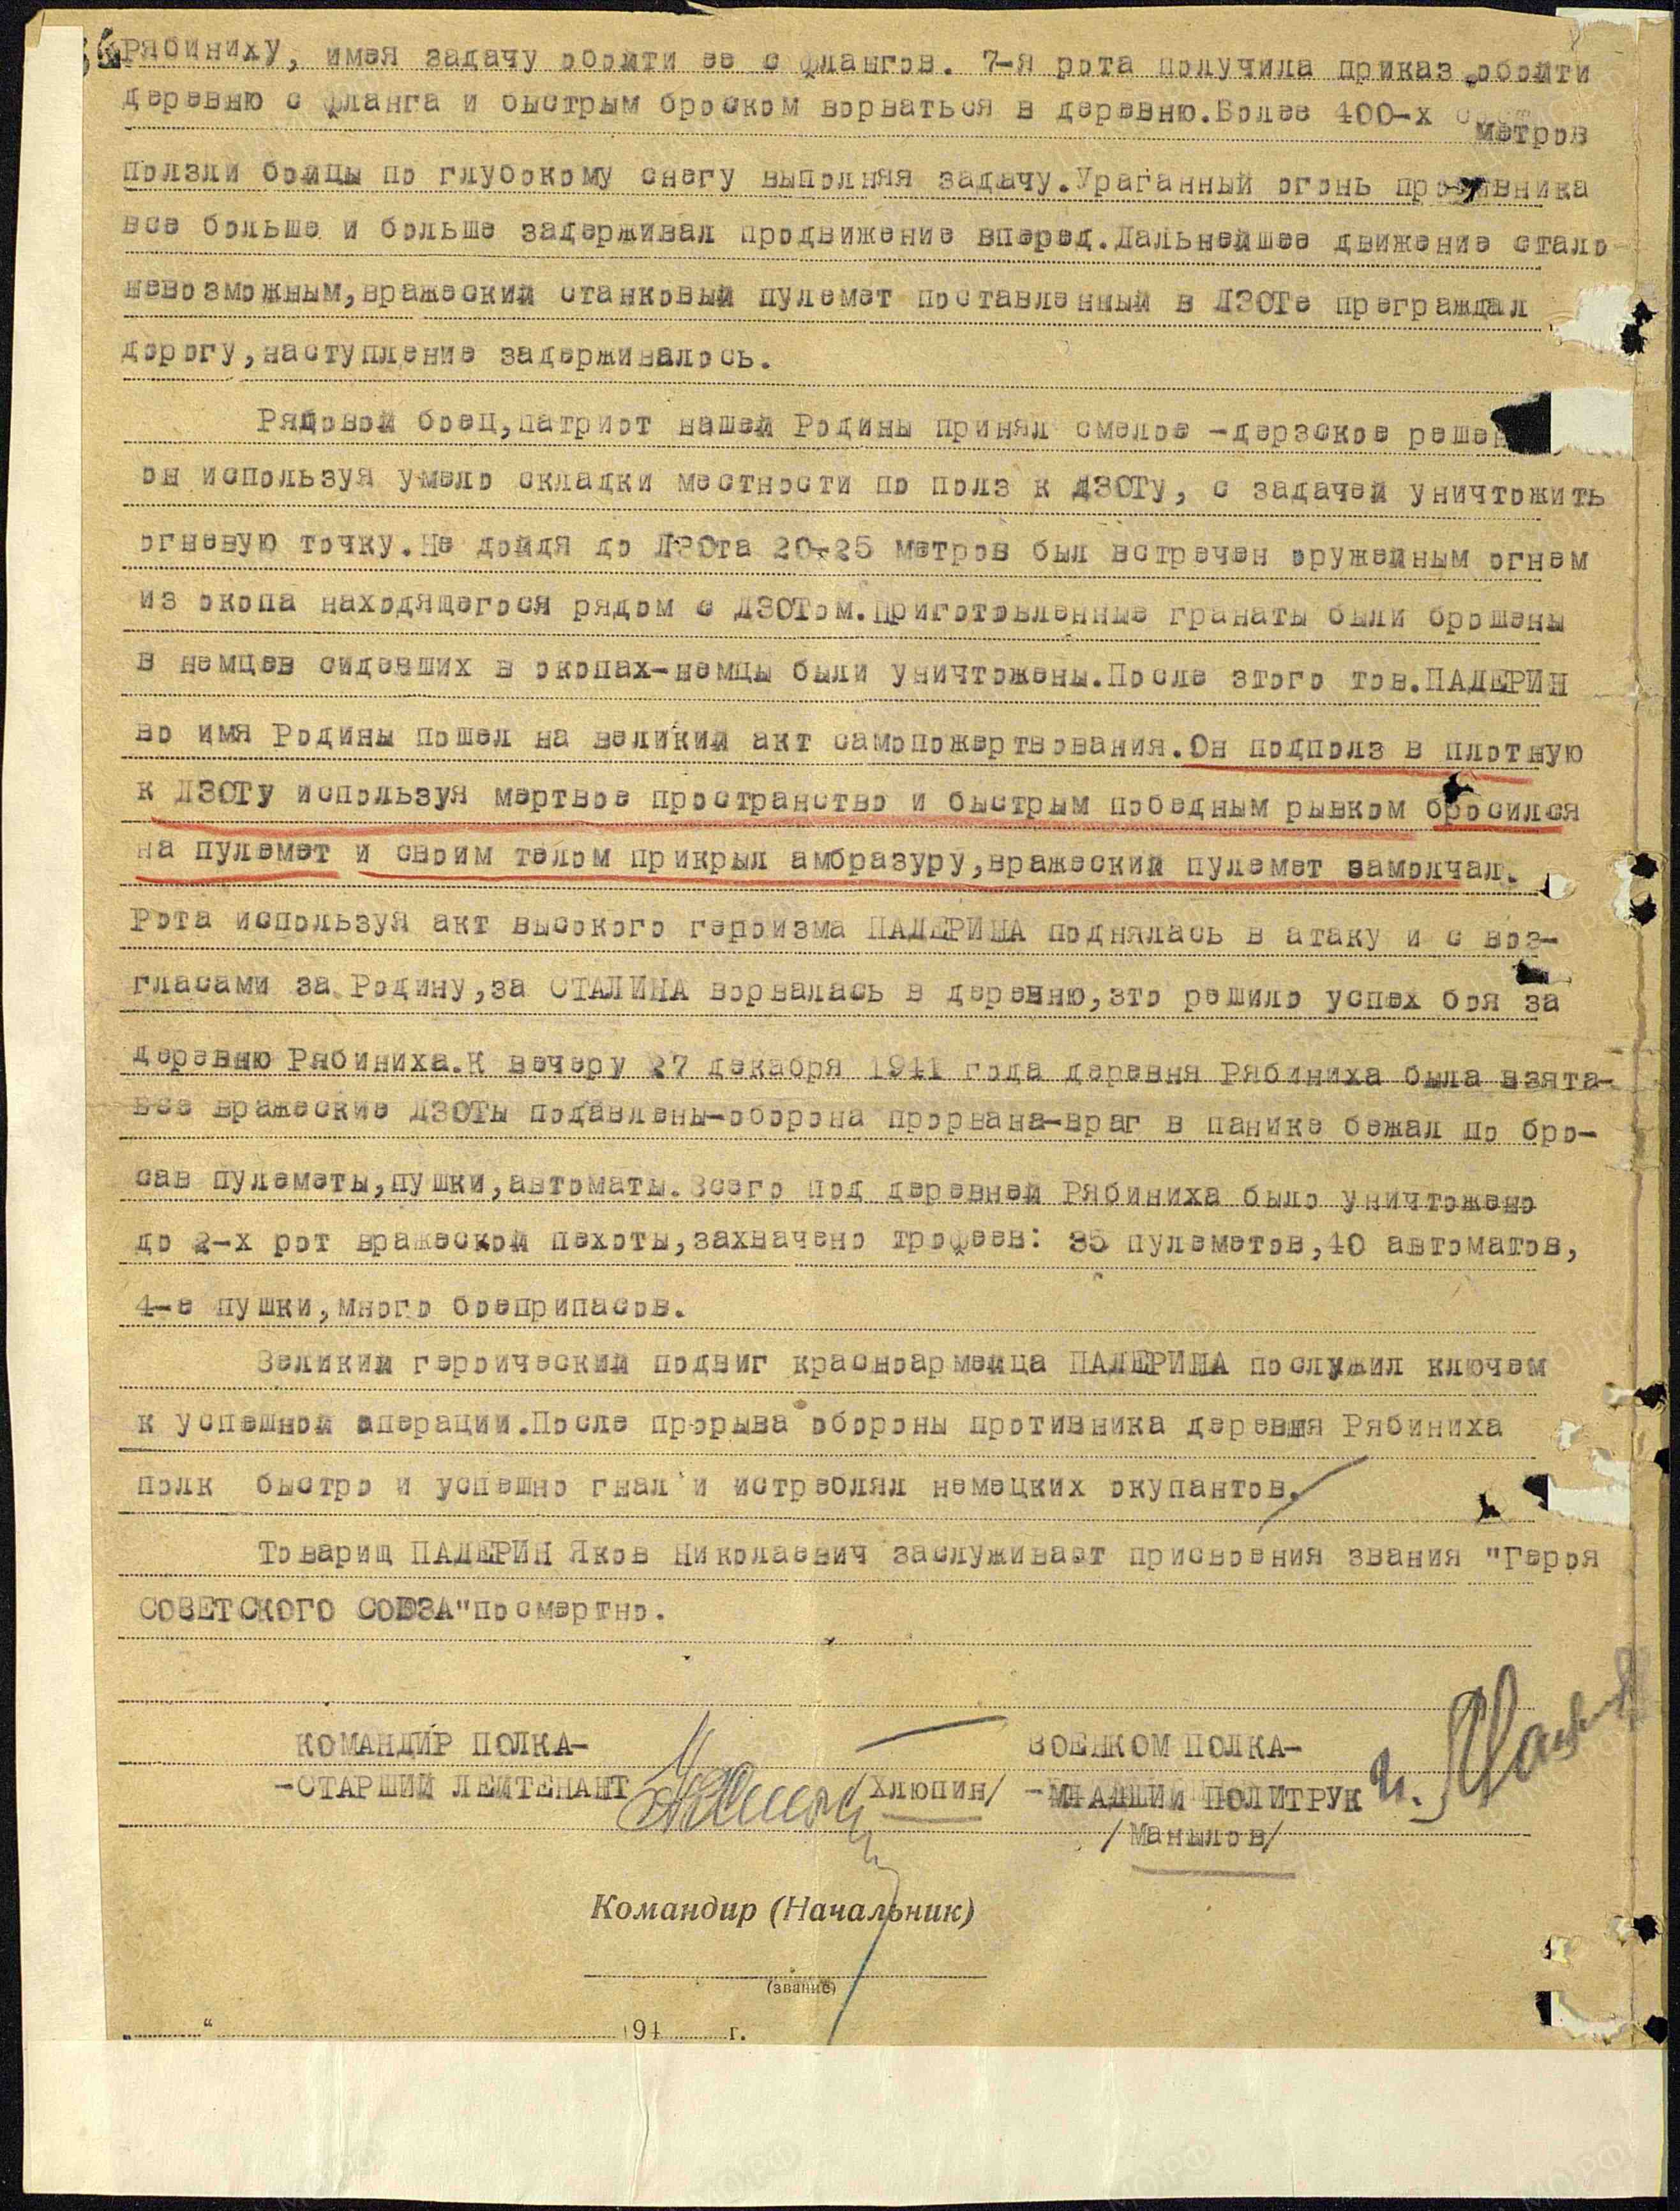 Рябиниху, имея задачу обойти ее с флангов. 7-я рота получила приказ обойти
деревню с фланга и быстрым броском ворваться в деревню.Более 400-х
метров
ползли бойцы по глубокому снегу выполняя задачу.Ураганный огонь противника
все больше и больше задерживал продвижение вперед.Дальнейшее движение стало
невозможным,вражеский станковый пулемет поставленный в ДЗОТе преграждал
дорогу,наступление задерживалось.
Рядовой боец,патриот нашей Родины принял смелое -дерзское решен
он используя умело складки местности по полз к ДЗОТу, с задачей уничтожить
огневую точку.Не дойдя до ДЗОта 20-25 метров был встречен оружейным огнем
из окопа находящегося рядом с ДЗОТом.Приготовленные гранаты были брошены
в немцев сидевших в окопах-немцы были уничтожены.После этого тов.ПАДЕРИН
во имя Родины пошел на великий акт самопожертвования.Он подполз в плотную
к ДЗОТу используя мертвое пространство и быстрым победным рывком бросился
на пулемет и своим телом прикрыл амбразуру,вражеский пулемет замолчал.
Рота используя акт высокого героизма ПАДЕРИНА поднялась в атаку и с воз-
гласами за Родину,за СТАЛИНА ворвалась в деревню,это решило успех боя за
деревню Рябиниха.К вечеру 27 декабря 1941 года деревня Рябиниха была взята-
все вражеские ДЗОТы подавлены-оборона прорвана-враг в панике бежал по бро-
сав пулеметы,пушки,автоматы.Всего под деревней Рябиниха было уничтожено
до 2-х рот вражеской пехоты,захвачено трофеев: 35 пулеметов,40 автоматов,
4-е пушки,много боеприпасов.
Великий героический подвиг красноармейца ПАДЕРИНА послужил ключем
к успешной операции.После прорыва обороны противника деревня Рябиниха
полк быстро и успешно гнал и истреблял немецких окупантов.
Товарищ ПАДЕРИН Яков Николаевич заслуживает присвоения звания "Героя
СОВЕТСКОГО СОЮЗА"посмертно.
КОМАНДИР ПОЛКА- ВОЕНКОМ ПОЛКА-
-СТАРШИЙ ЛЕЙТЕНАНТ /Хлюпин/ -МЛАДШИЙ ПОЛИТРУК
/Манылов/
Командир (Начальник)
(звание)
„ “ 194 г.